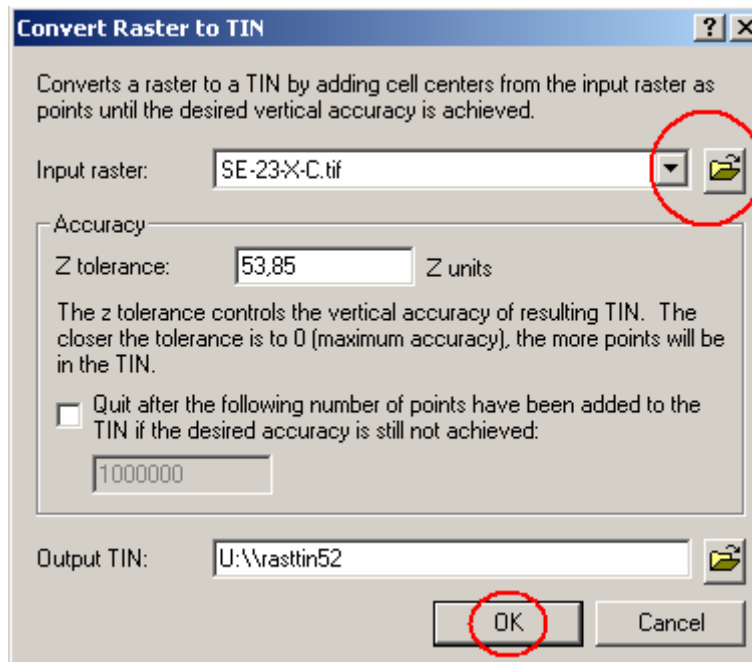 Convert Raster to TIN
Converts a raster to a TIN by adding cell centers from the input raster as
points until the desired vertical accuracy is achieved.
Input raster: SE-23-X-C.tif
Accuracy
Z tolerance: 53,85 Z units
The z tolerance controls the vertical accuracy of resulting TIN. The
closer the tolerance is to 0 (maximum accuracy), the more points will be
in the TIN.
Quit after the following number of points have been added to the
TIN if the desired accuracy is still not achieved:
1000000
Output TIN: U:\\rasttin52
OK Cancel